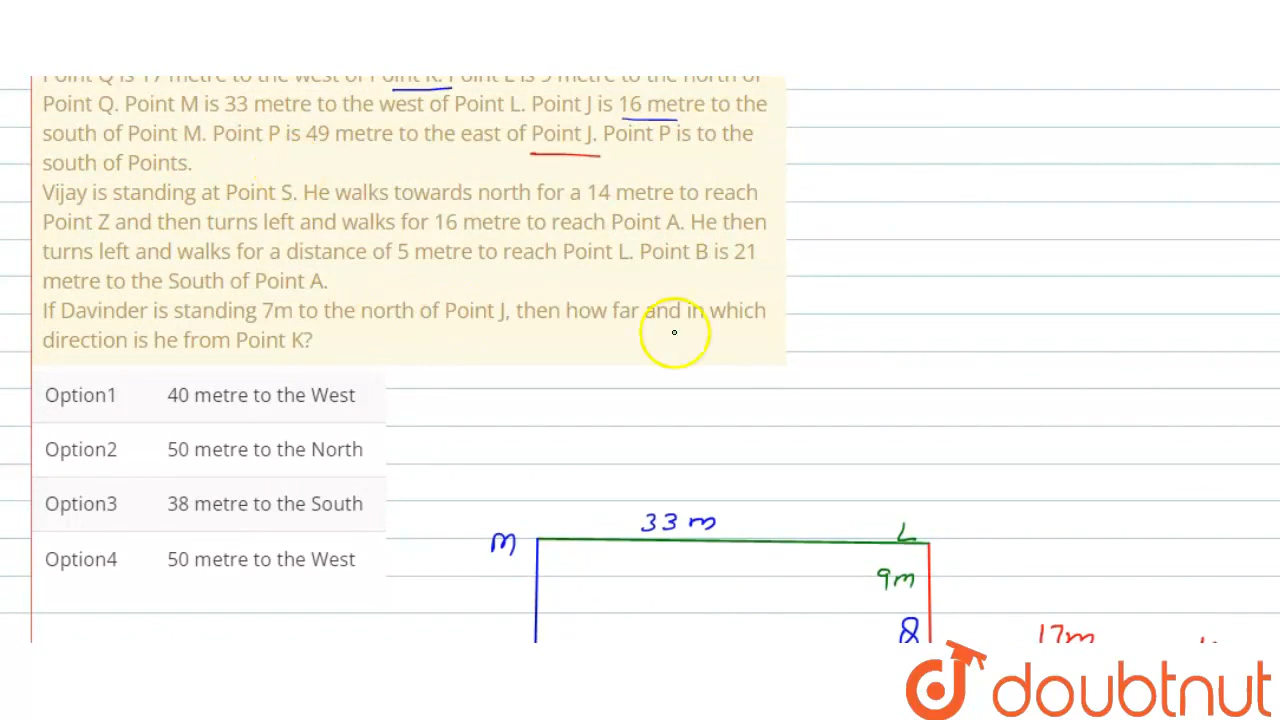 Point Q is 17 metre to the west of Point K. Point L is 9 metre to the north of
Point Q. Point M is 33 metre to the west of Point L. Point J is 16 metre to the
south of Point M. Point P is 49 metre to the east of Point J. Point P is to the
south of Points.
Vijay is standing at Point S. He walks towards north for a 14 metre to reach
Point Z and then turns left and walks for 16 metre to reach Point A. He then
turns left and walks for a distance of 5 metre to reach Point L. Point B is 21
metre to the South of Point A.
If Davinder is standing 7m to the north of Point J, then how far and in which
direction is he from Point K?
Option1 40 metre to the West
Option2 50 metre to the North
Option3 38 metre to the South
Option4 50 metre to the West
33 m
M
L
9m
Q
17m
doubtnut